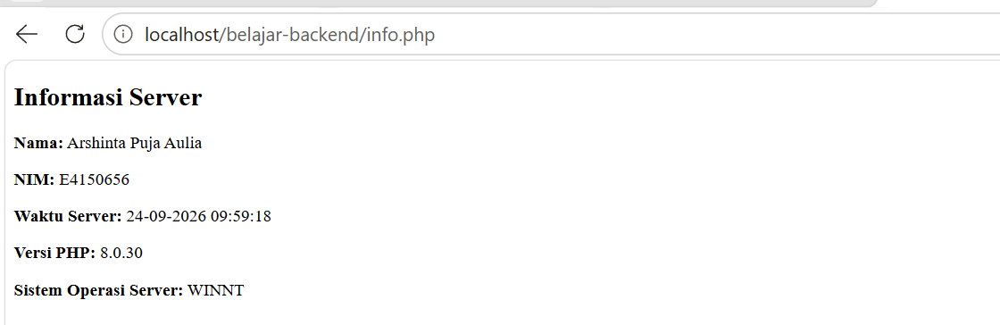 localhost/belajar-backend/info.php
Informasi Server
Nama: Arshinta Puja Aulia
NIM: E4150656
Waktu Server: 24-09-2026 09:59:18
Versi PHP: 8.0.30
Sistem Operasi Server: WINNT